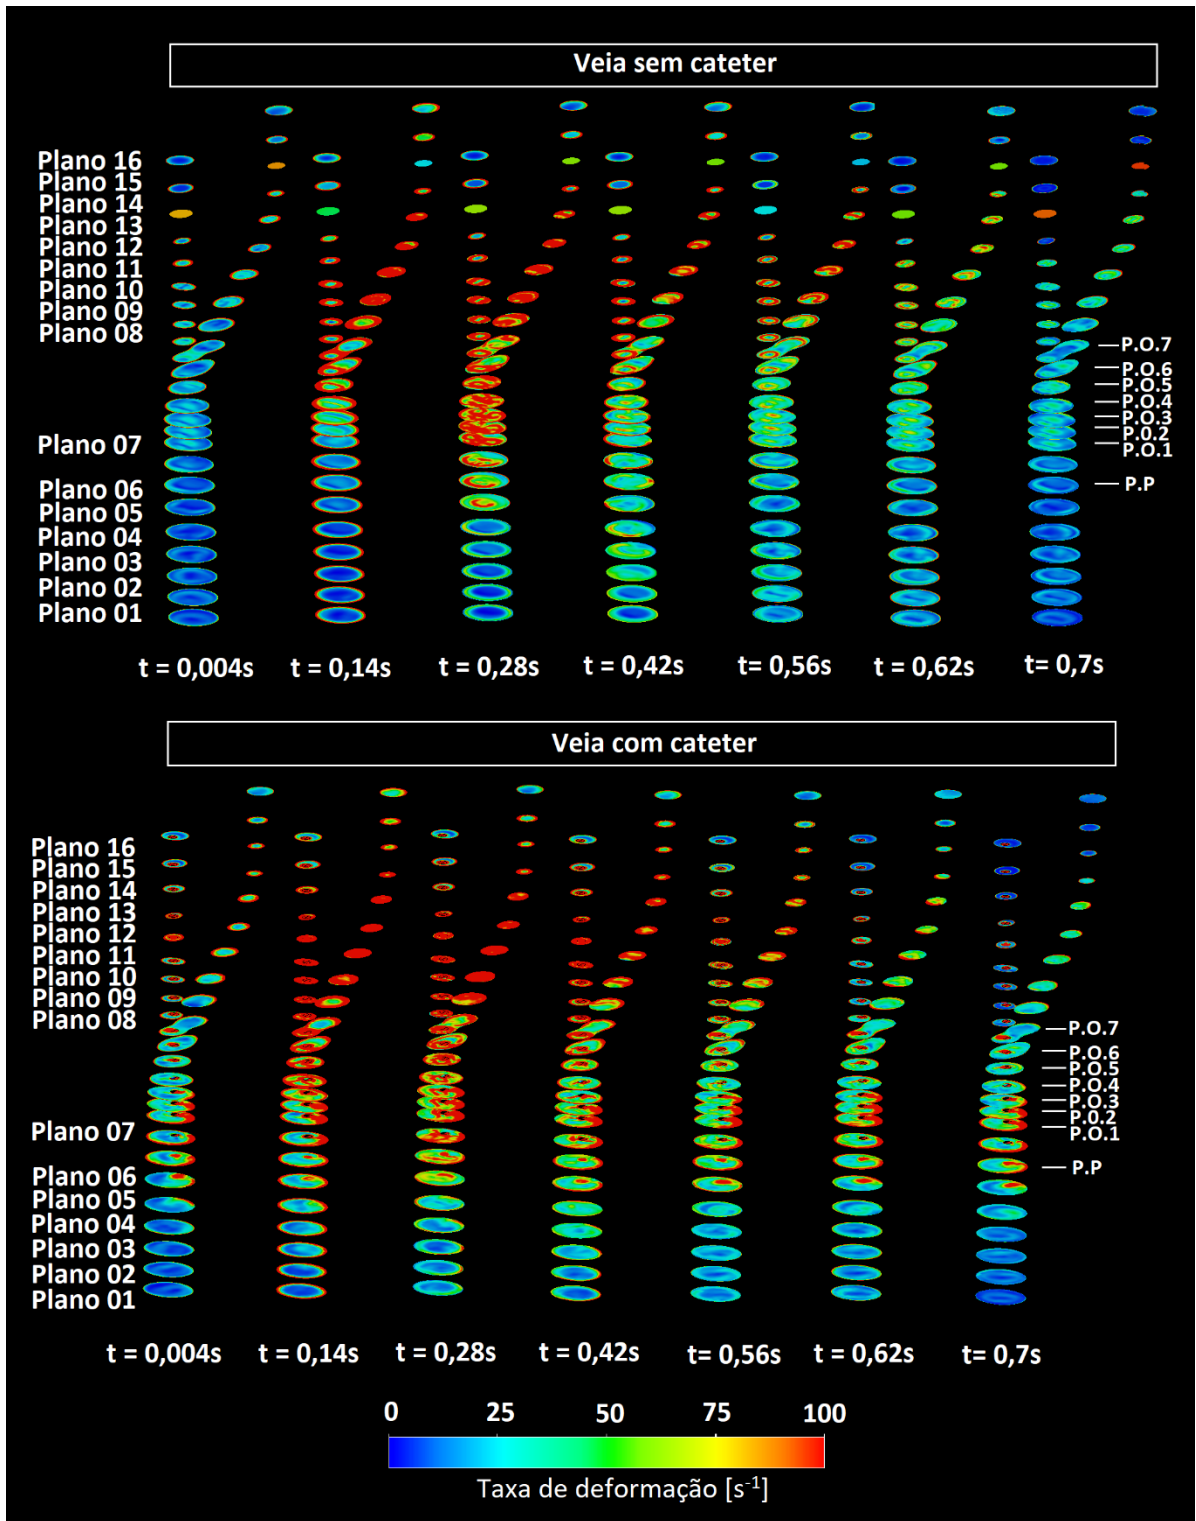 Veia sem cateter
Plano 16
Plano 15
Plano 14
Plano 13
Plano 12
Plano 11
Plano 10
Plano 09
Plano 08
P.O.7
P.O.6
P.O.5
P.O.4
P.O.3
P.0.2
Plano 07
P.O.1
Plano 06
P.P
Plano 05
Plano 04
Plano 03
Plano 02
Plano 01
t = 0,004s t = 0,14s t = 0,28s t = 0,42s t = 0,56s t = 0,62s t= 0,7s
Veia com cateter
Plano 16
Plano 15
Plano 14
Plano 13
Plano 12
Plano 11
Plano 10
Plano 09
Plano 08
P.O.7
P.O.6
P.O.5
P.O.4
P.O.3
P.0.2
Plano 07
P.O.1
P.P
Plano 06
Plano 05
Plano 04
Plano 03
Plano 02
Plano 01
t = 0,004s t = 0,14s t = 0,28s t = 0,42s t= 0,56s t = 0,62s t= 0,7s
0 25 50 75 100
Taxa de deformação [s⁻¹]